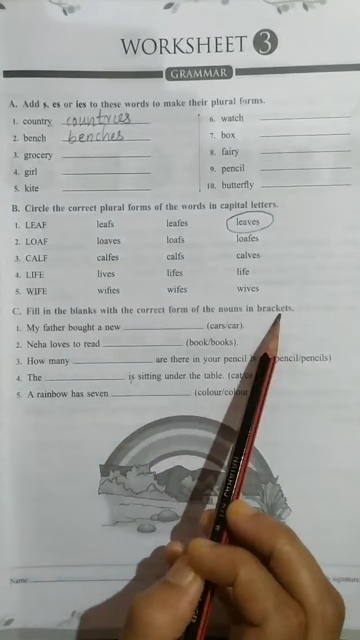 WORKSHEET 3
GRAMMAR
A. Add s, es or ies to these words to make their plural forms.
1. country countries
2. bench benches
3. grocery
4. girl
5. kite
6. watch
7. box
8. fairy
9. pencil
10. butterfly
B. Circle the correct plural forms of the words in capital letters.
1. LEAF leafs leafes leaves
2. LOAF loaves loafs loafes
3. CALF calfes calfs calves
4. LIFE lives lifes life
5. WIFE wifies wifes wives
C. Fill in the blanks with the correct form of the nouns in brackets.
1. My father bought a new (cars/car).
2. Neha loves to read (book/books).
3. How many are there in your pencil (pencil/pencils)
4. The is sitting under the table.
5. A rainbow has seven
Name
signature
NATARAJ 621